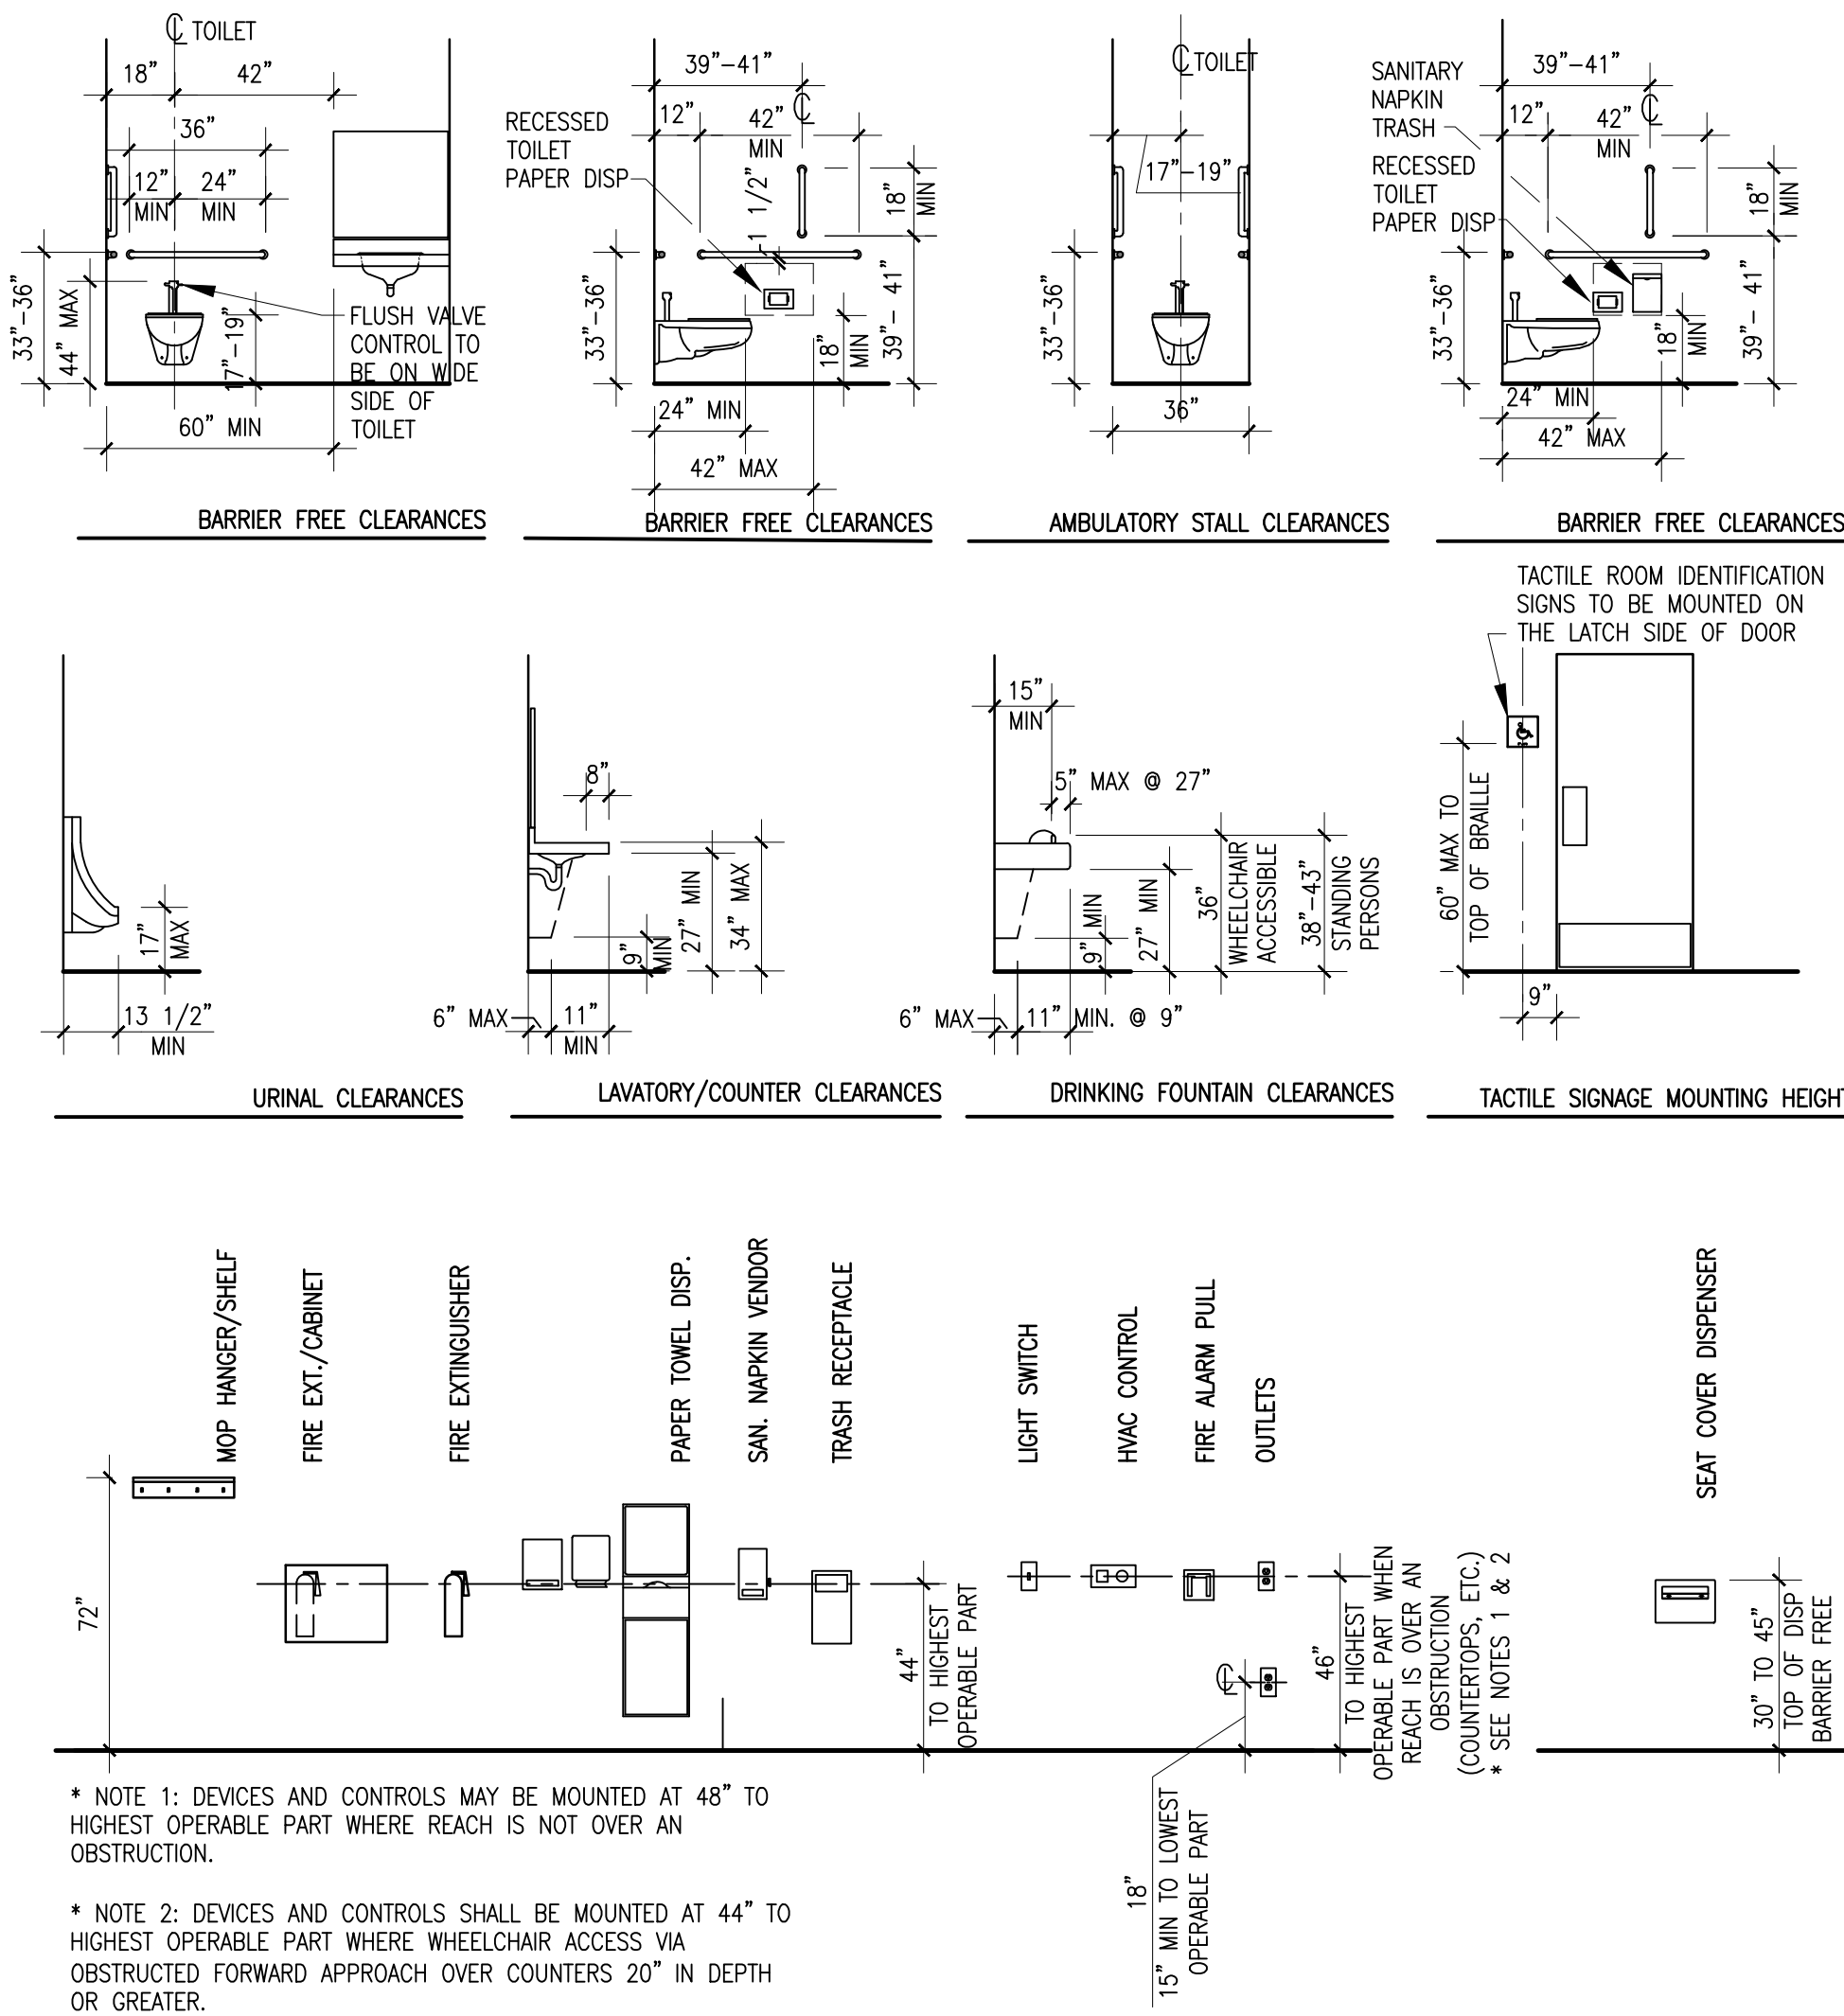 ℄ TOILET
18"
42"
36"
12"
MIN
24"
MIN
33"-36"
44" MAX
17"-19"
FLUSH VALVE
CONTROL TO
BE ON WIDE
SIDE OF
TOILET
60" MIN
BARRIER FREE CLEARANCES
39"-41"
℄
12"
42"
MIN
RECESSED
TOILET
PAPER DISP
1 1/2"
18"
MIN
33"-36"
18"
MIN
39"- 41"
24" MIN
42" MAX
BARRIER FREE CLEARANCES
℄ TOILET
17"-19"
33"-36"
36"
AMBULATORY STALL CLEARANCES
SANITARY
NAPKIN
TRASH
RECESSED
TOILET
PAPER DISP
39"-41"
℄
12"
42"
MIN
18"
MIN
33"-36"
18"
MIN
39"- 41"
24" MIN
42" MAX
BARRIER FREE CLEARANCES
17"
MAX
13 1/2"
MIN
URINAL CLEARANCES
8"
9"
MIN
27" MIN
34" MAX
6" MAX
11"
MIN
LAVATORY/COUNTER CLEARANCES
15"
MIN
5" MAX @ 27"
9" MIN
27" MIN
36"
WHEELCHAIR
ACCESSIBLE
38"-43"
STANDING
PERSONS
6" MAX
11" MIN. @ 9"
DRINKING FOUNTAIN CLEARANCES
TACTILE ROOM IDENTIFICATION
SIGNS TO BE MOUNTED ON
THE LATCH SIDE OF DOOR
60" MAX TO
TOP OF BRAILLE
9"
TACTILE SIGNAGE MOUNTING HEIGHT
MOP HANGER/SHELF
FIRE EXT./CABINET
FIRE EXTINGUISHER
PAPER TOWEL DISP.
SAN. NAPKIN VENDOR
TRASH RECEPTACLE
LIGHT SWITCH
HVAC CONTROL
FIRE ALARM PULL
OUTLETS
SEAT COVER DISPENSER
72"
44"
TO HIGHEST
OPERABLE PART
℄
46"
TO HIGHEST
OPERABLE PART WHEN
REACH IS OVER AN
OBSTRUCTION
(COUNTERTOPS, ETC.)
* SEE NOTES 1 & 2
30" TO 45"
TOP OF DISP
BARRIER FREE
18"
15" MIN TO LOWEST
OPERABLE PART
* NOTE 1: DEVICES AND CONTROLS MAY BE MOUNTED AT 48" TO
HIGHEST OPERABLE PART WHERE REACH IS NOT OVER AN
OBSTRUCTION.
* NOTE 2: DEVICES AND CONTROLS SHALL BE MOUNTED AT 44" TO
HIGHEST OPERABLE PART WHERE WHEELCHAIR ACCESS VIA
OBSTRUCTED FORWARD APPROACH OVER COUNTERS 20" IN DEPTH
OR GREATER.